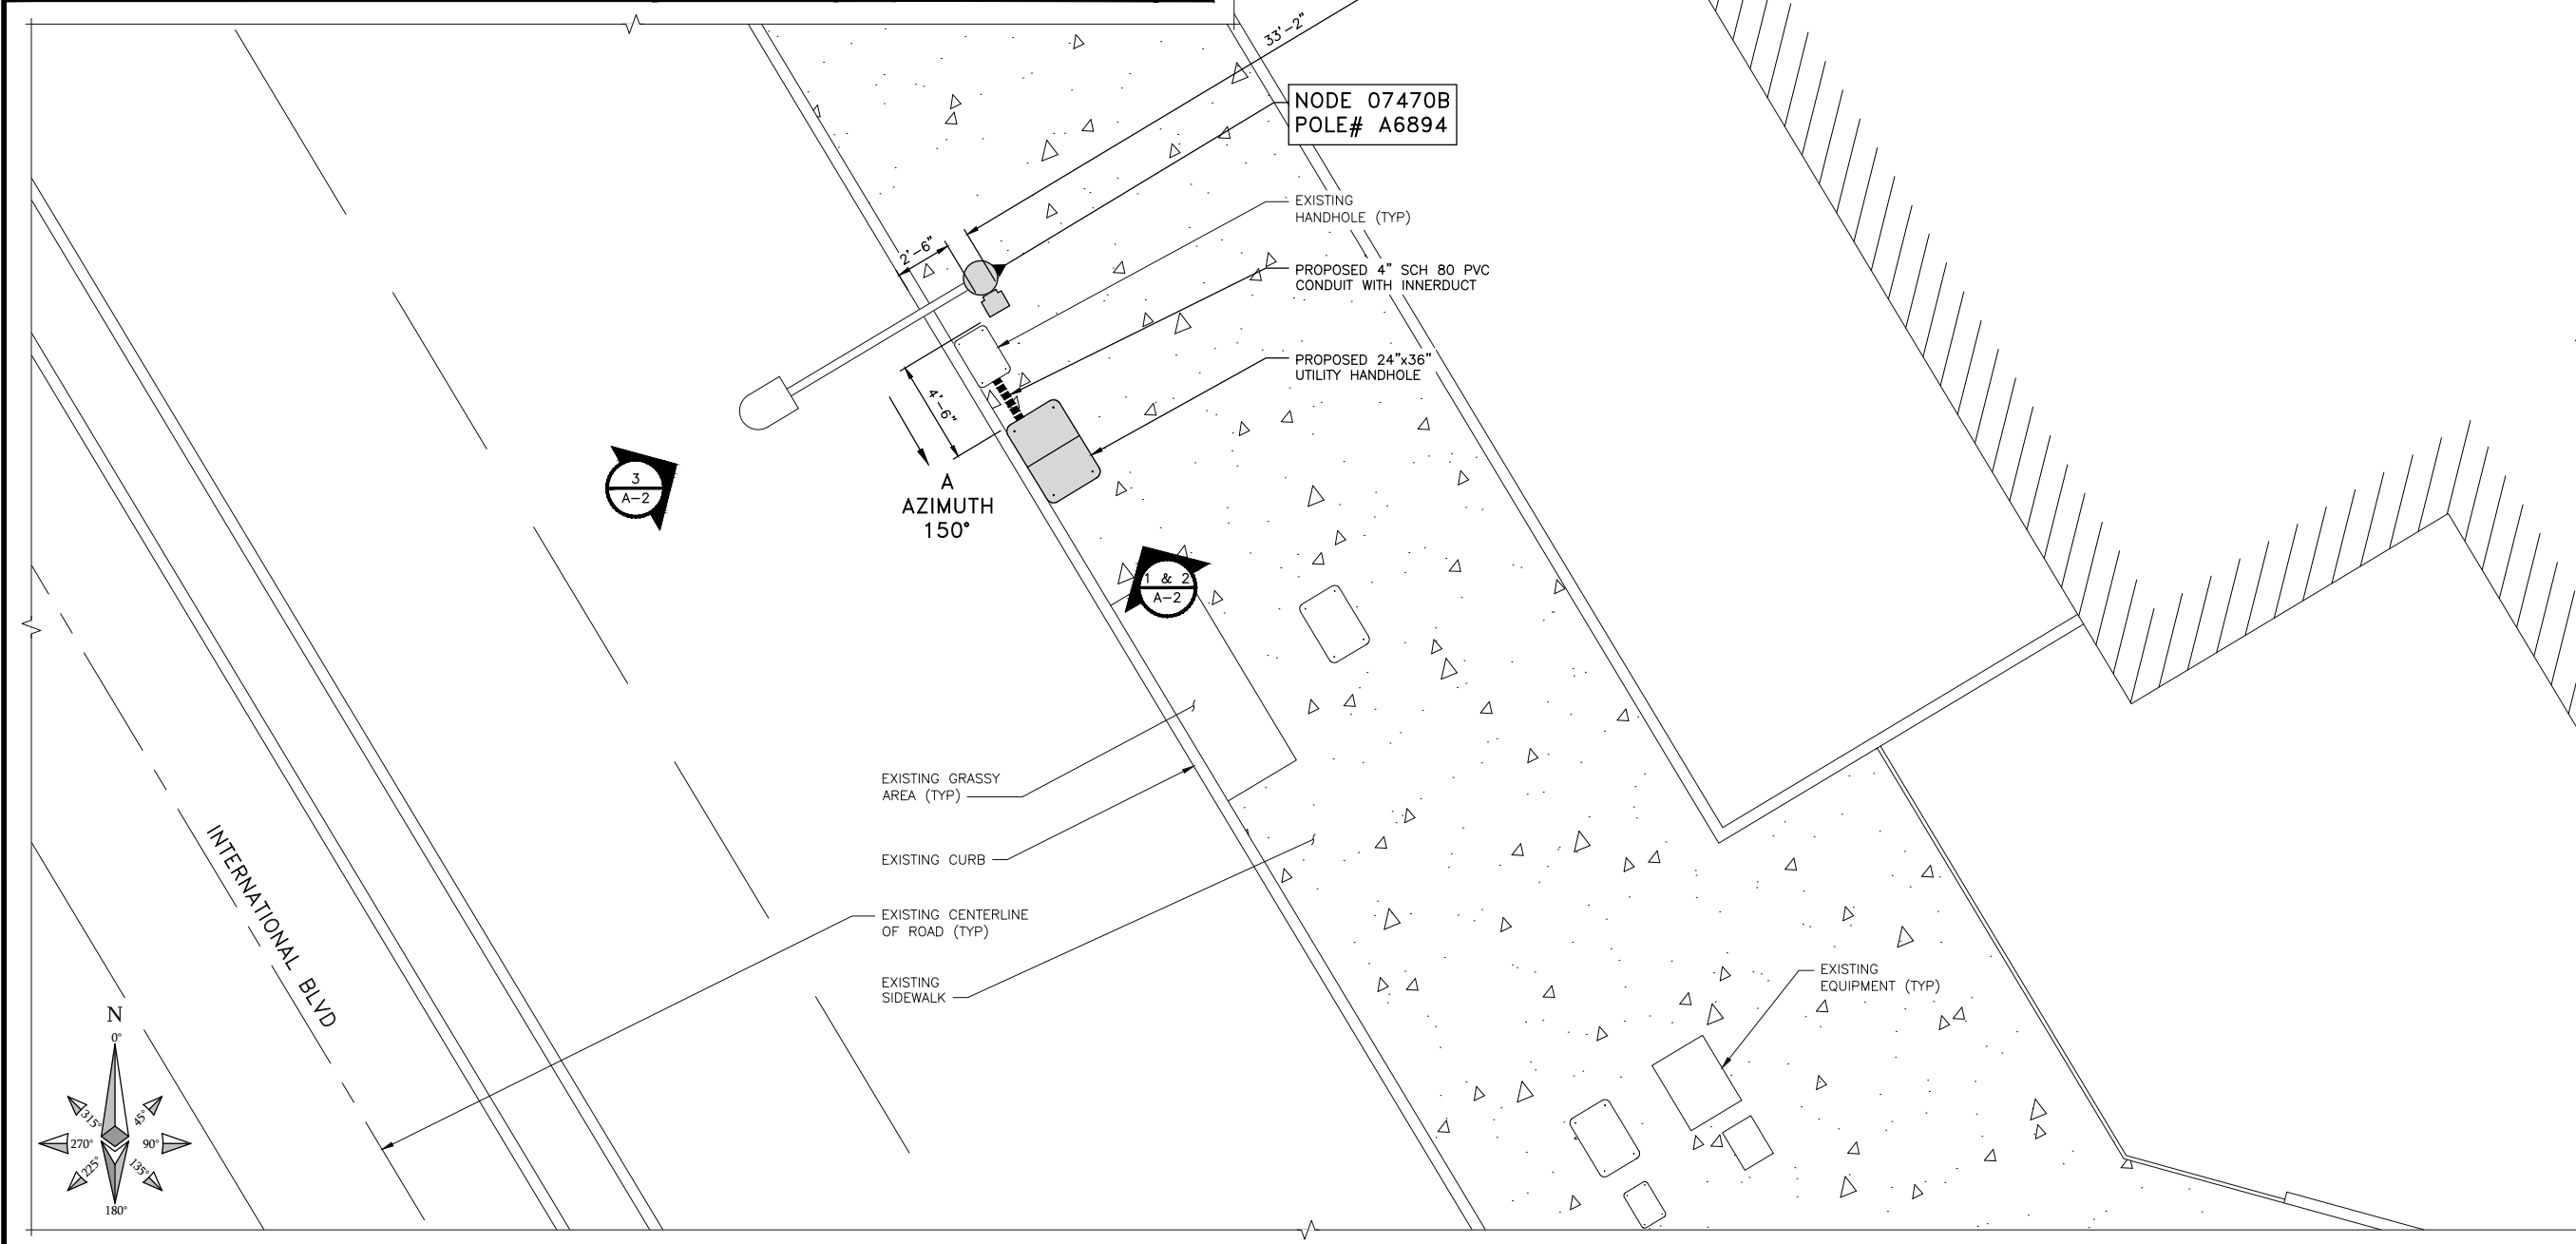 33'-2"
NODE 07470B
POLE# A6894
EXISTING
HANDHOLE (TYP)
2'-6"
PROPOSED 4" SCH 80 PVC
CONDUIT WITH INNERDUCT
PROPOSED 24"x36"
UTILITY HANDHOLE
4'-6"
A
AZIMUTH
150°
3
A-2
1 & 2
A-2
EXISTING GRASSY
AREA (TYP)
EXISTING CURB
EXISTING CENTERLINE
OF ROAD (TYP)
EXISTING
SIDEWALK
EXISTING
EQUIPMENT (TYP)
INTERNATIONAL BLVD
N
0°
315°
45°
270°
90°
225°
135°
180°